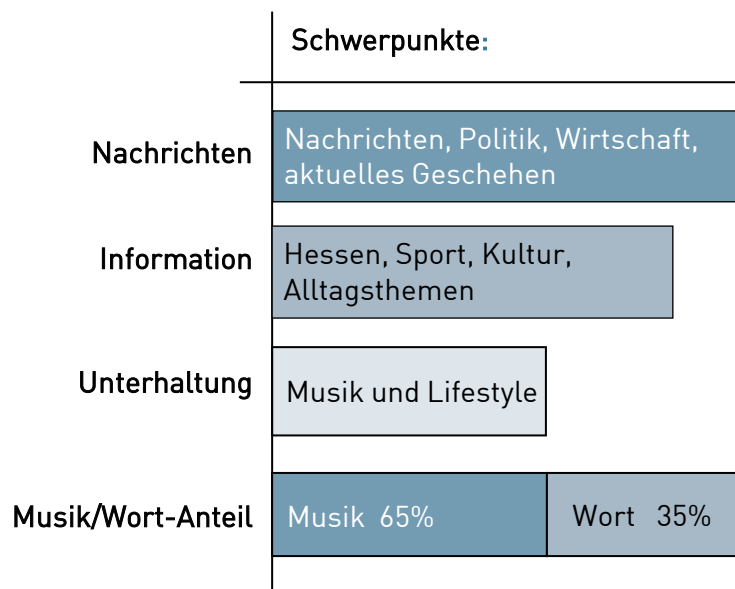 Schwerpunkte:
Nachrichten
Nachrichten, Politik, Wirtschaft,
aktuelles Geschehen
Information
Hessen, Sport, Kultur,
Alltagsthemen
Unterhaltung
Musik und Lifestyle
Musik/Wort-Anteil
Musik 65%
Wort 35%